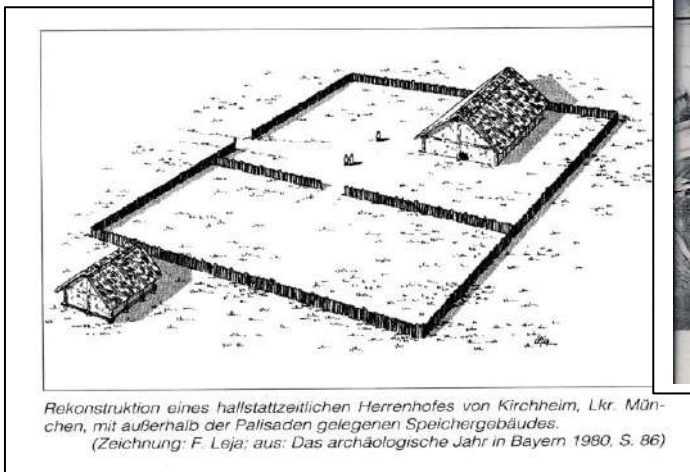 Rekonstruktion eines hallstattzeitlichen Herrenhofes von Kirchheim, Lkr. Mün-
chen, mit außerhalb der Palisaden gelegenen Speichergebäudes.
(Zeichnung: F. Leja; aus: Das archäologische Jahr in Bayern 1980, S. 86)